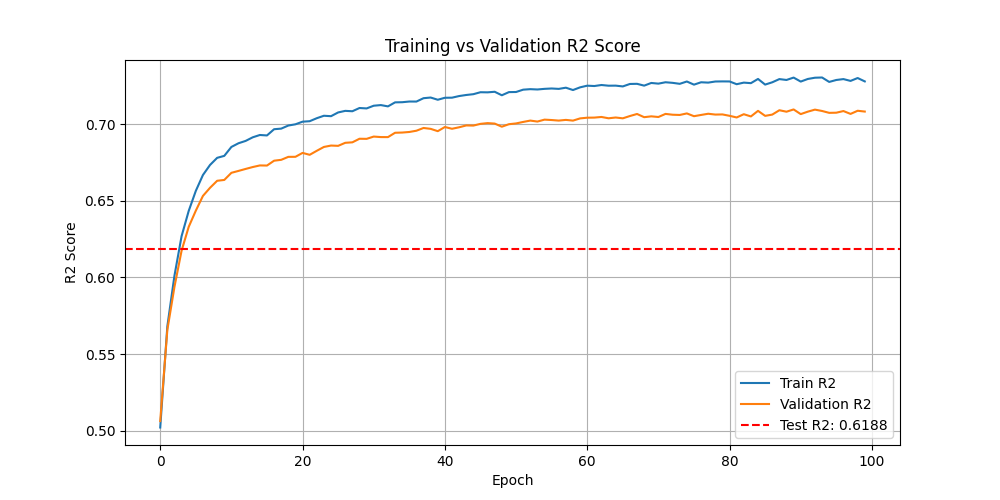 Training vs Validation R2 Score
R2 Score
0.70
0.65
0.60
0.55
0.50
Train R2
Validation R2
Test R2: 0.6188
0 20 40 60 80 100
Epoch